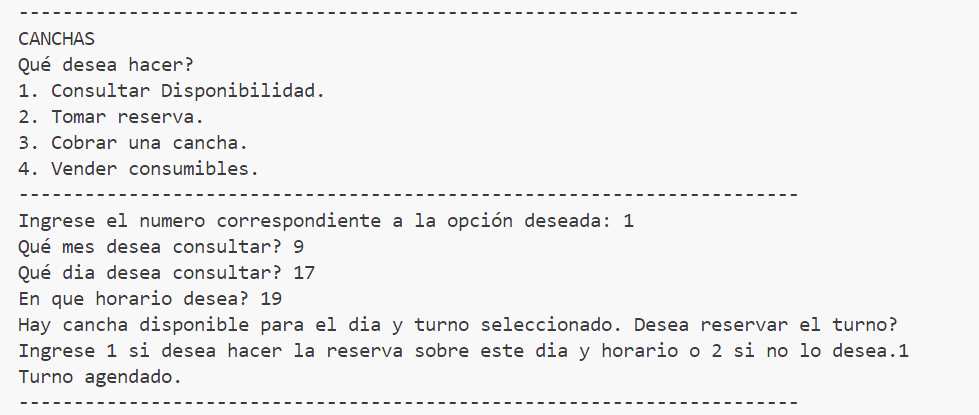 -----------------------------------------------------------------------
CANCHAS
Qué desea hacer?
1. Consultar Disponibilidad.
2. Tomar reserva.
3. Cobrar una cancha.
4. Vender consumibles.
-----------------------------------------------------------------------
Ingrese el numero correspondiente a la opción deseada: 1
Qué mes desea consultar? 9
Qué dia desea consultar? 17
En que horario desea? 19
Hay cancha disponible para el dia y turno seleccionado. Desea reservar el turno?
Ingrese 1 si desea hacer la reserva sobre este dia y horario o 2 si no lo desea.1
Turno agendado.
-----------------------------------------------------------------------